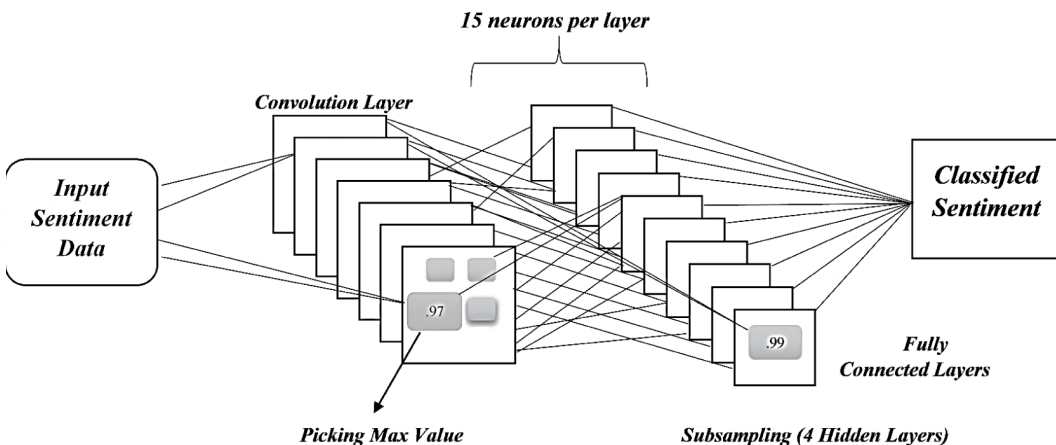 15 neurons per layer
Convolution Layer
Input
Sentiment
Data
Classified
Sentiment
.97
.99
Fully
Connected Layers
Picking Max Value
Subsampling (4 Hidden Layers)